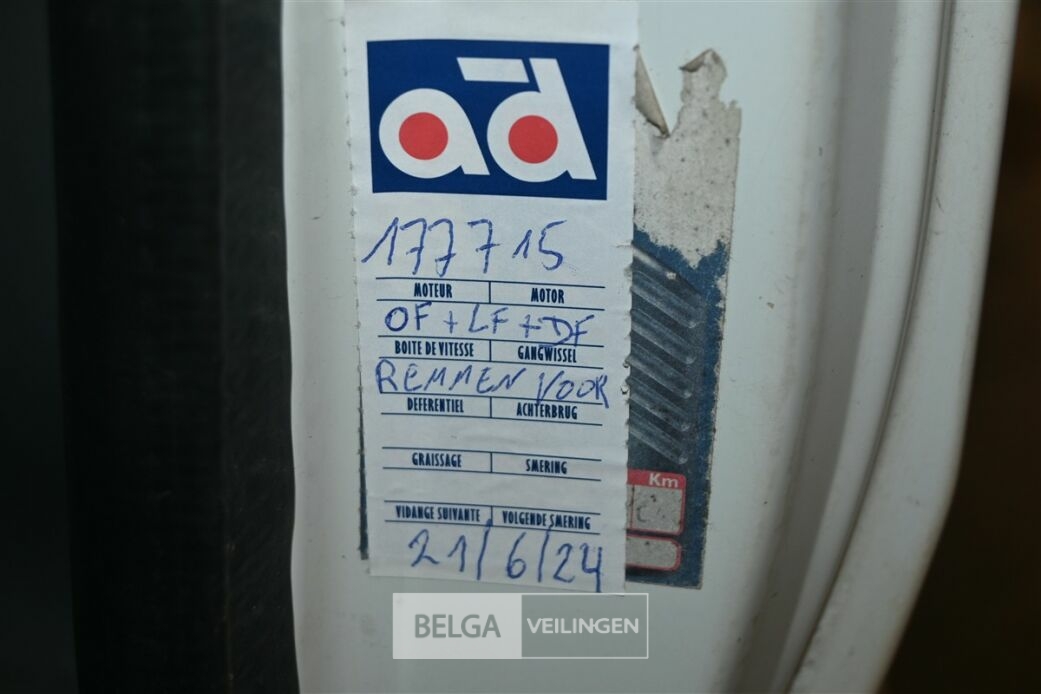 ad
177715
MOTEUR MOTOR
OF + LF + DF
BOITE DE VITESSE GANGWISSEL
REMMEN VOOR
DEFERENTIEL ACHTERBRUG
GRAISSAGE SMERING
Km
VIDANGE SUIVANTE VOLGENDE SMERING
21/6/24
BELGA VEILINGEN